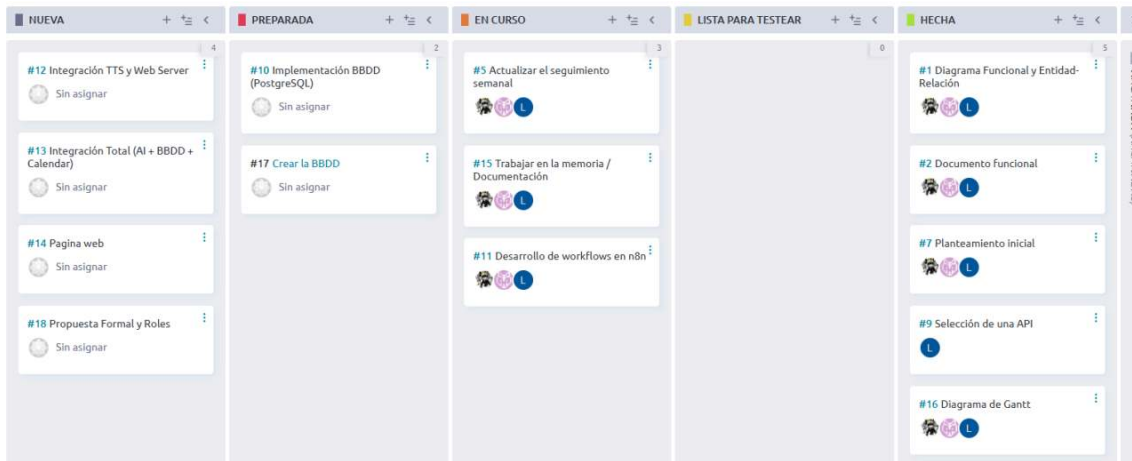 NUEVA
4
#12 Integración TTS y Web Server
Sin asignar
#13 Integración Total (AI + BBDD +
Calendar)
Sin asignar
#14 Pagina web
Sin asignar
#18 Propuesta Formal y Roles
Sin asignar
PREPARADA
2
#10 Implementación BBDD
(PostgreSQL)
Sin asignar
#17 Crear la BBDD
Sin asignar
EN CURSO
3
#5 Actualizar el seguimiento
semanal
L
#15 Trabajar en la memoria /
Documentación
L
#11 Desarrollo de workflows en n8n
L
LISTA PARA TESTEAR
0
HECHA
5
#1 Diagrama Funcional y Entidad-
Relación
L
#2 Documento funcional
L
#7 Planteamiento inicial
L
#9 Selección de una API
L
#16 Diagrama de Gantt
L